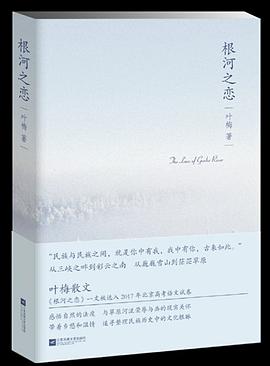 根河之恋
叶梅 著
The Love of Genhe River
“民族与民族之间，就是你中有我，我中有你，古来如此。”
从三峡之畔到彩云之南 从巍巍雪山到茫茫草原
叶梅散文
《根河之恋》一文被选入2017年北京高考语文试卷
感悟自然的法度 与草原河流荣辱与共的现实关怀
带着乡愁和温情 追寻整理民族历史中的文化根脉